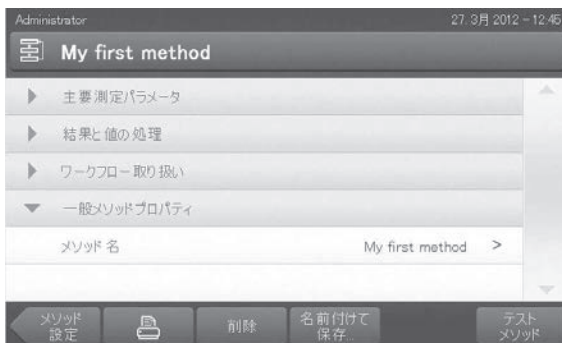 Administrator
27. 3月 2012 - 12:45
My first method
主要測定パラメータ
結果と値の処理
ワークフロー取り扱い
一般メソッドプロパティ
メソッド名 My first method >
メソッド
設定
削除
名前付けて
保存...
テスト
メソッド